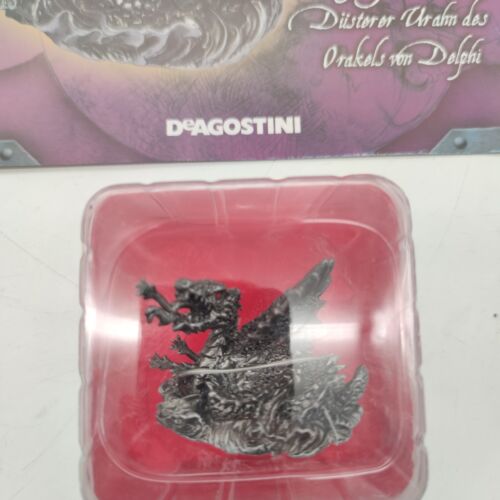 Düsterer Urahn des
Orakels von Delphi
DeAGOSTINI